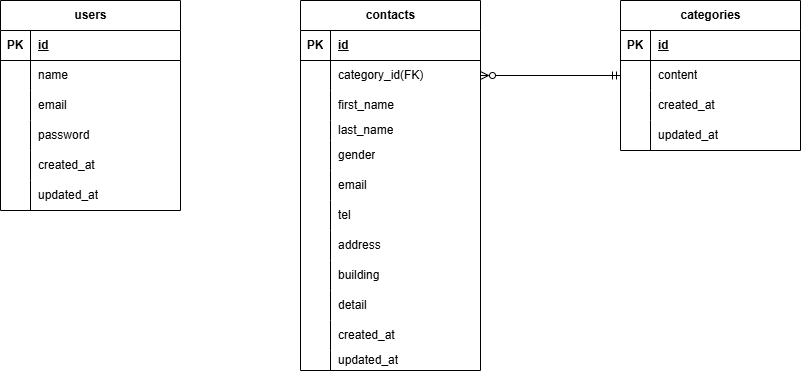 users
PK id
name
email
password
created_at
updated_at
contacts
PK id
category_id(FK)
first_name
last_name
gender
email
tel
address
building
detail
created_at
updated_at
categories
PK id
content
created_at
updated_at